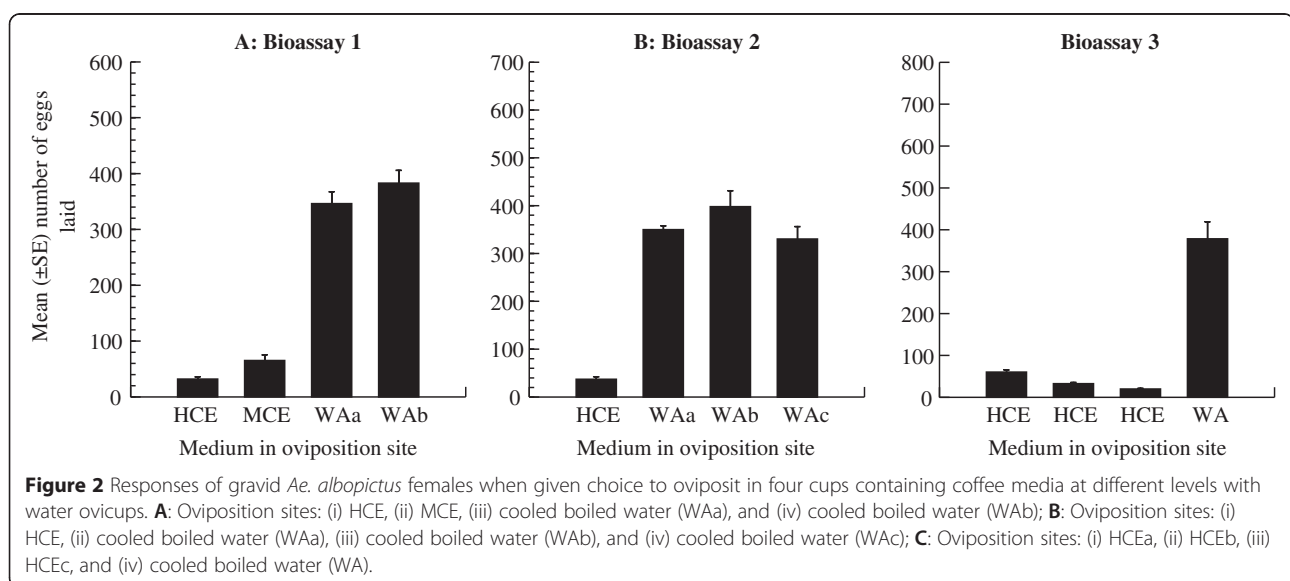 A: Bioassay 1
B: Bioassay 2
Bioassay 3
Mean (±SE) number of eggs
laid
600
500
400
300
200
100
0
HCE MCE WAa WAb
Medium in oviposition site
700
600
500
400
300
200
100
0
HCE WAa WAb WAc
Medium in oviposition site
800
700
600
500
400
300
200
100
0
HCE HCE HCE WA
Medium in oviposition site
Figure 2 Responses of gravid Ae. albopictus females when given choice to oviposit in four cups containing coffee media at different levels with
water ovicups. A: Oviposition sites: (i) HCE, (ii) MCE, (iii) cooled boiled water (WAa), and (iv) cooled boiled water (WAb); B: Oviposition sites: (i)
HCE, (ii) cooled boiled water (WAa), (iii) cooled boiled water (WAb), and (iv) cooled boiled water (WAc); C: Oviposition sites: (i) HCEa, (ii) HCEb, (iii)
HCEc, and (iv) cooled boiled water (WA).